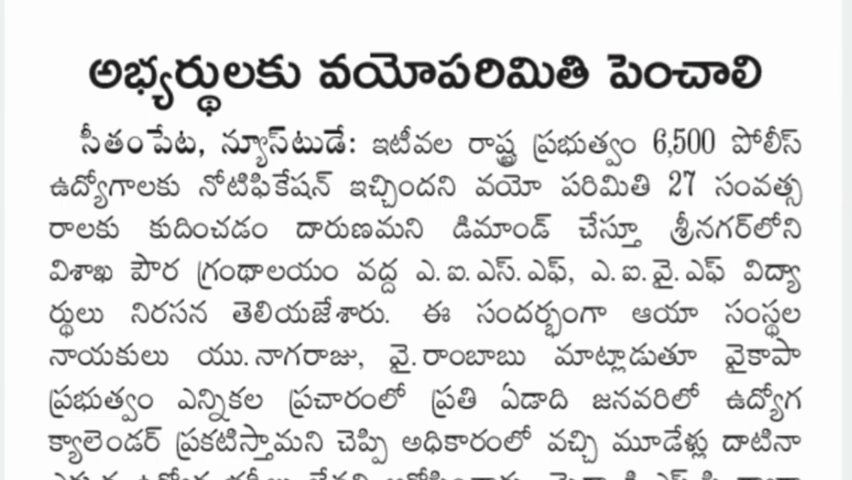 అభ్యర్థులకు వయోపరిమితి పెంచాలి
సీతంపేట, న్యూస్‌టుడే: ఇటీవల రాష్ట్ర ప్రభుత్వం 6,500 పోలీస్
ఉద్యోగాలకు నోటిఫికేషన్ ఇచ్చిందని వయో పరిమితి 27 సంవత్స
రాలకు కుదించడం దారుణమని డిమాండ్ చేస్తూ శ్రీనగర్‌లోని
విశాఖ పౌర గ్రంథాలయం వద్ద ఎ.ఐ.ఎస్.ఎఫ్, ఎ.ఐ.వై.ఎఫ్ విద్యా
ర్థులు నిరసన తెలియజేశారు. ఈ సందర్భంగా ఆయా సంస్థల
నాయకులు యు.నాగరాజు, వై.రాంబాబు మాట్లాడుతూ వైకాపా
ప్రభుత్వం ఎన్నికల ప్రచారంలో ప్రతి ఏడాది జనవరిలో ఉద్యోగ
క్యాలెండర్ ప్రకటిస్తామని చెప్పి అధికారంలో వచ్చి మూడేళ్లు దాటినా